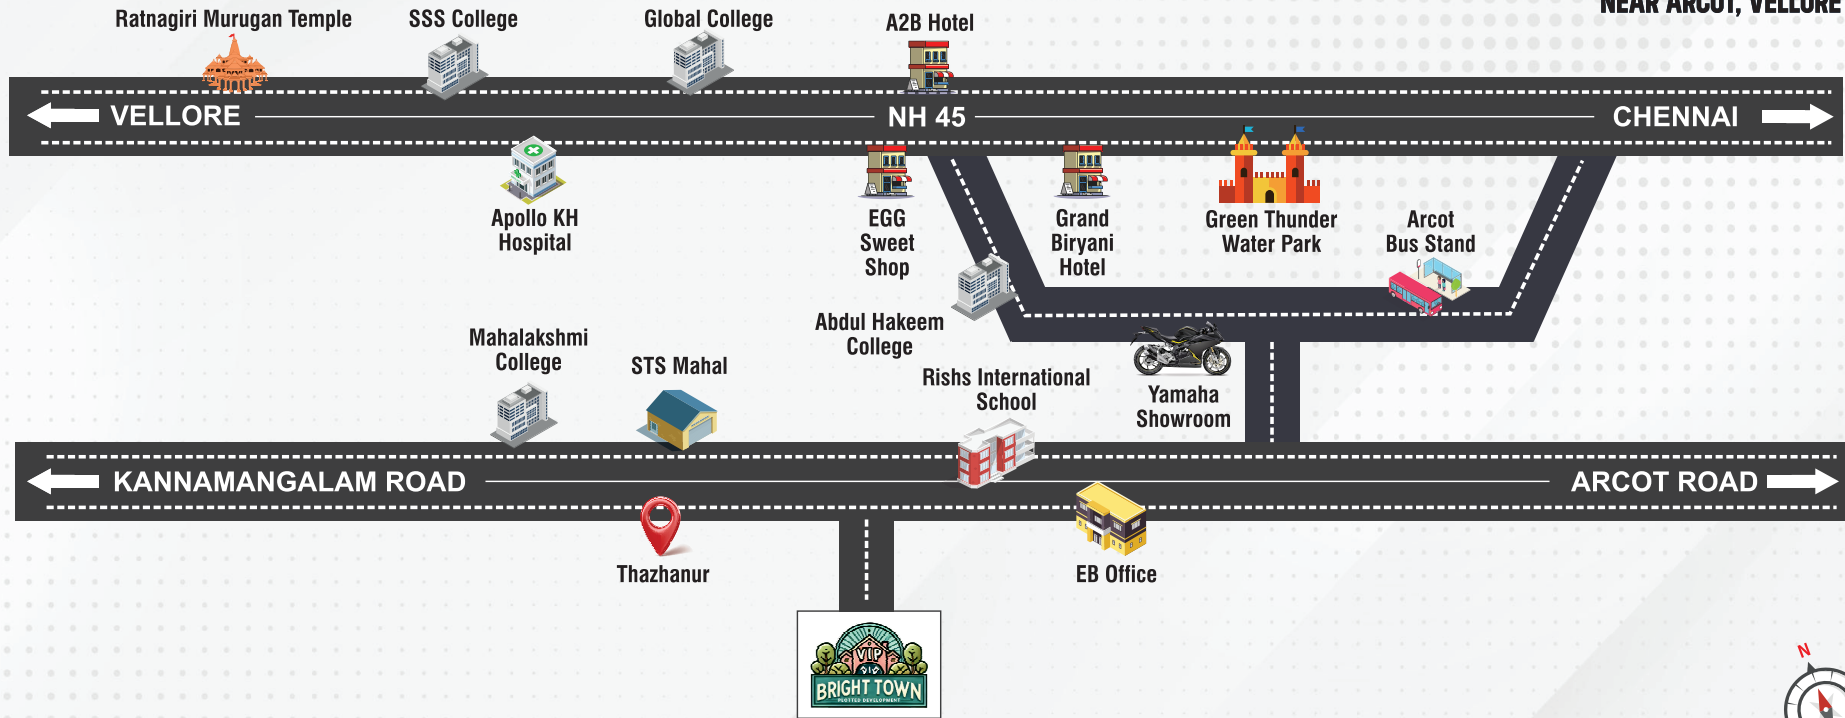 NEAR ARCOT, VELLORE
Ratnagiri Murugan Temple
SSS College
Global College
A2B Hotel
VELLORE
NH 45
CHENNAI
Apollo KH
Hospital
EGG
Sweet
Shop
Grand
Biryani
Hotel
Green Thunder
Water Park
Arcot
Bus Stand
Abdul Hakeem
College
Mahalakshmi
College
STS Mahal
Rishs International
School
Yamaha
Showroom
KANNAMANGALAM ROAD
ARCOT ROAD
Thazhanur
EB Office
VIP
BRIGHT TOWN
PLOTTED DEVELOPMENT
N